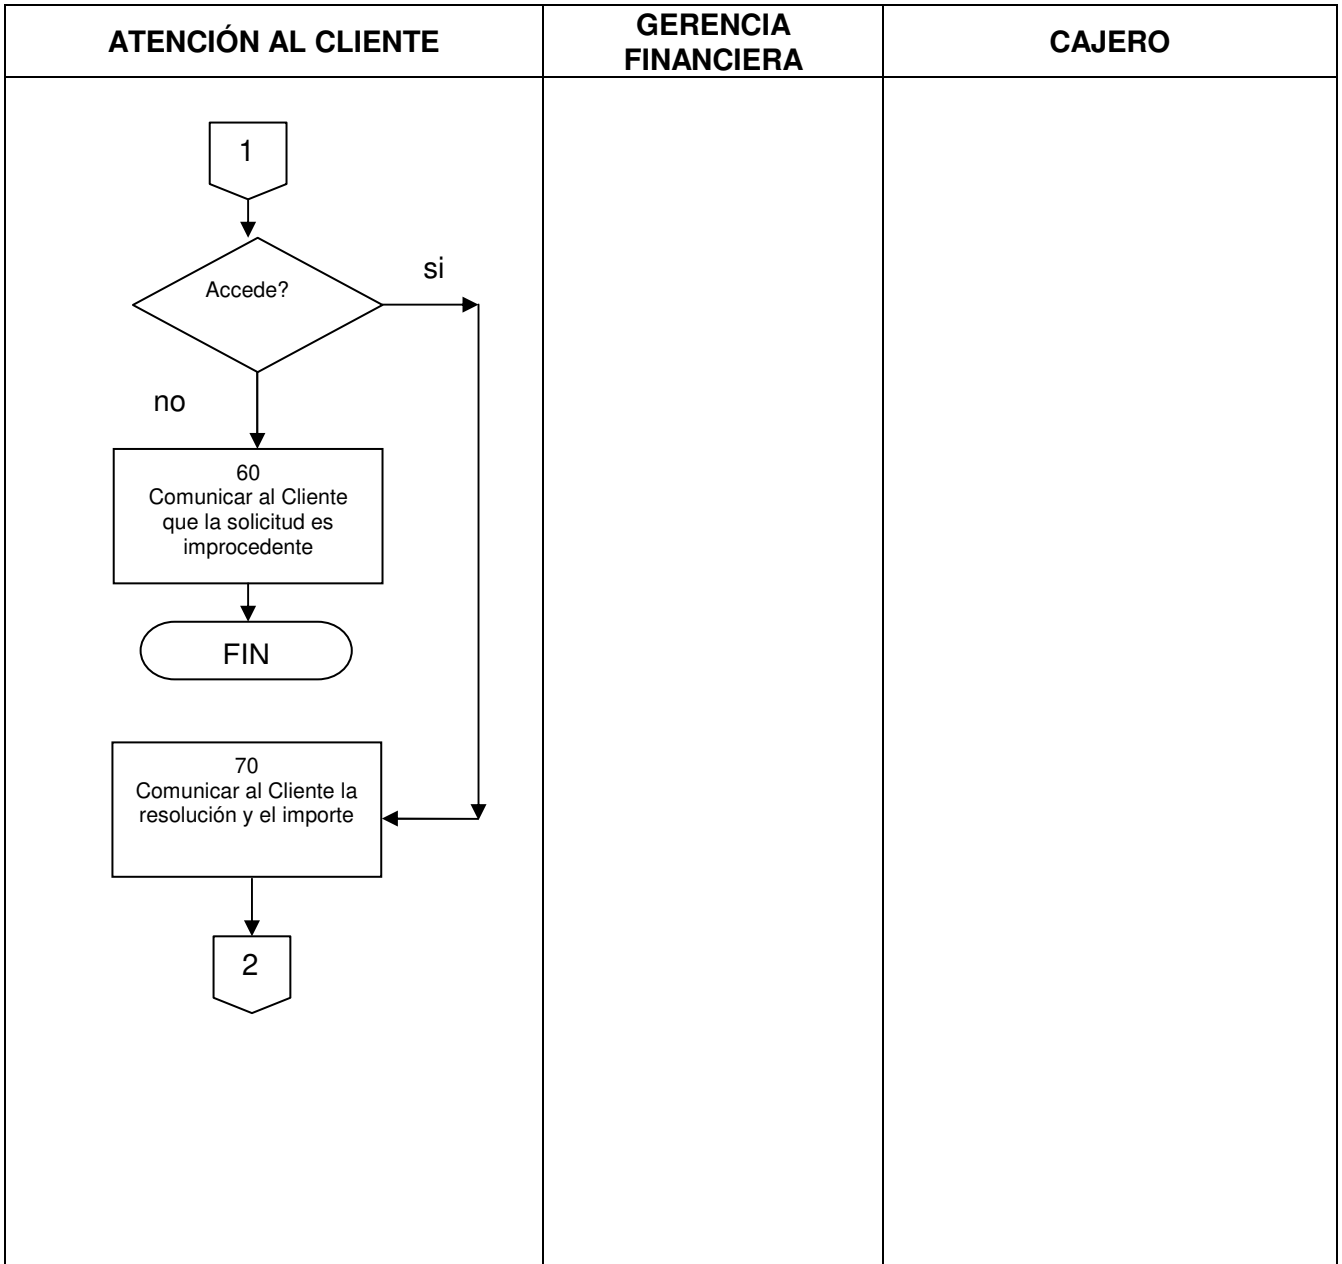 ATENCIÓN AL CLIENTE
GERENCIA
FINANCIERA
CAJERO
1
Accede?
si
no
60
Comunicar al Cliente
que la solicitud es
improcedente
FIN
70
Comunicar al Cliente la
resolución y el importe
2